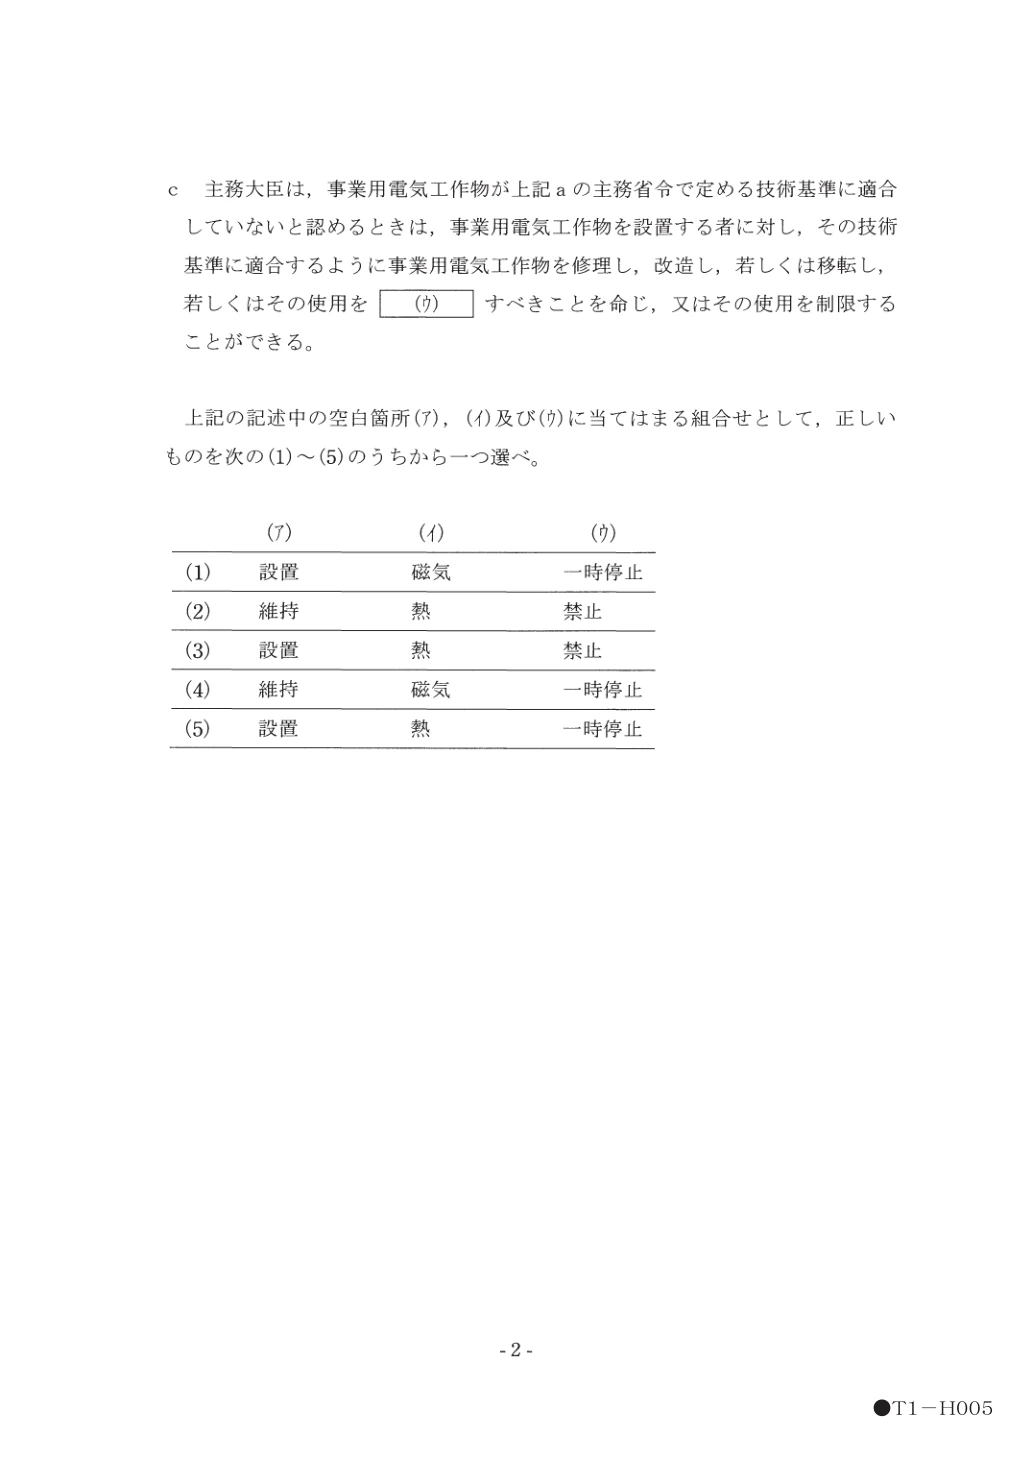 c　主務大臣は，事業用電気工作物が上記 a の主務省令で定める技術基準に適合
していないと認めるときは，事業用電気工作物を設置する者に対し，その技術
基準に適合するように事業用電気工作物を修理し，改造し，若しくは移転し，
若しくはその使用を (ｳ) すべきことを命じ，又はその使用を制限する
ことができる。
上記の記述中の空白箇所(ｱ)，(ｲ)及び(ｳ)に当てはまる組合せとして，正しい
ものを次の(1)～(5)のうちから一つ選べ。
(ｱ) (ｲ) (ｳ)
(1) 設置 磁気 一時停止
(2) 維持 熱 禁止
(3) 設置 熱 禁止
(4) 維持 磁気 一時停止
(5) 設置 熱 一時停止
- 2 -
●T1－H005